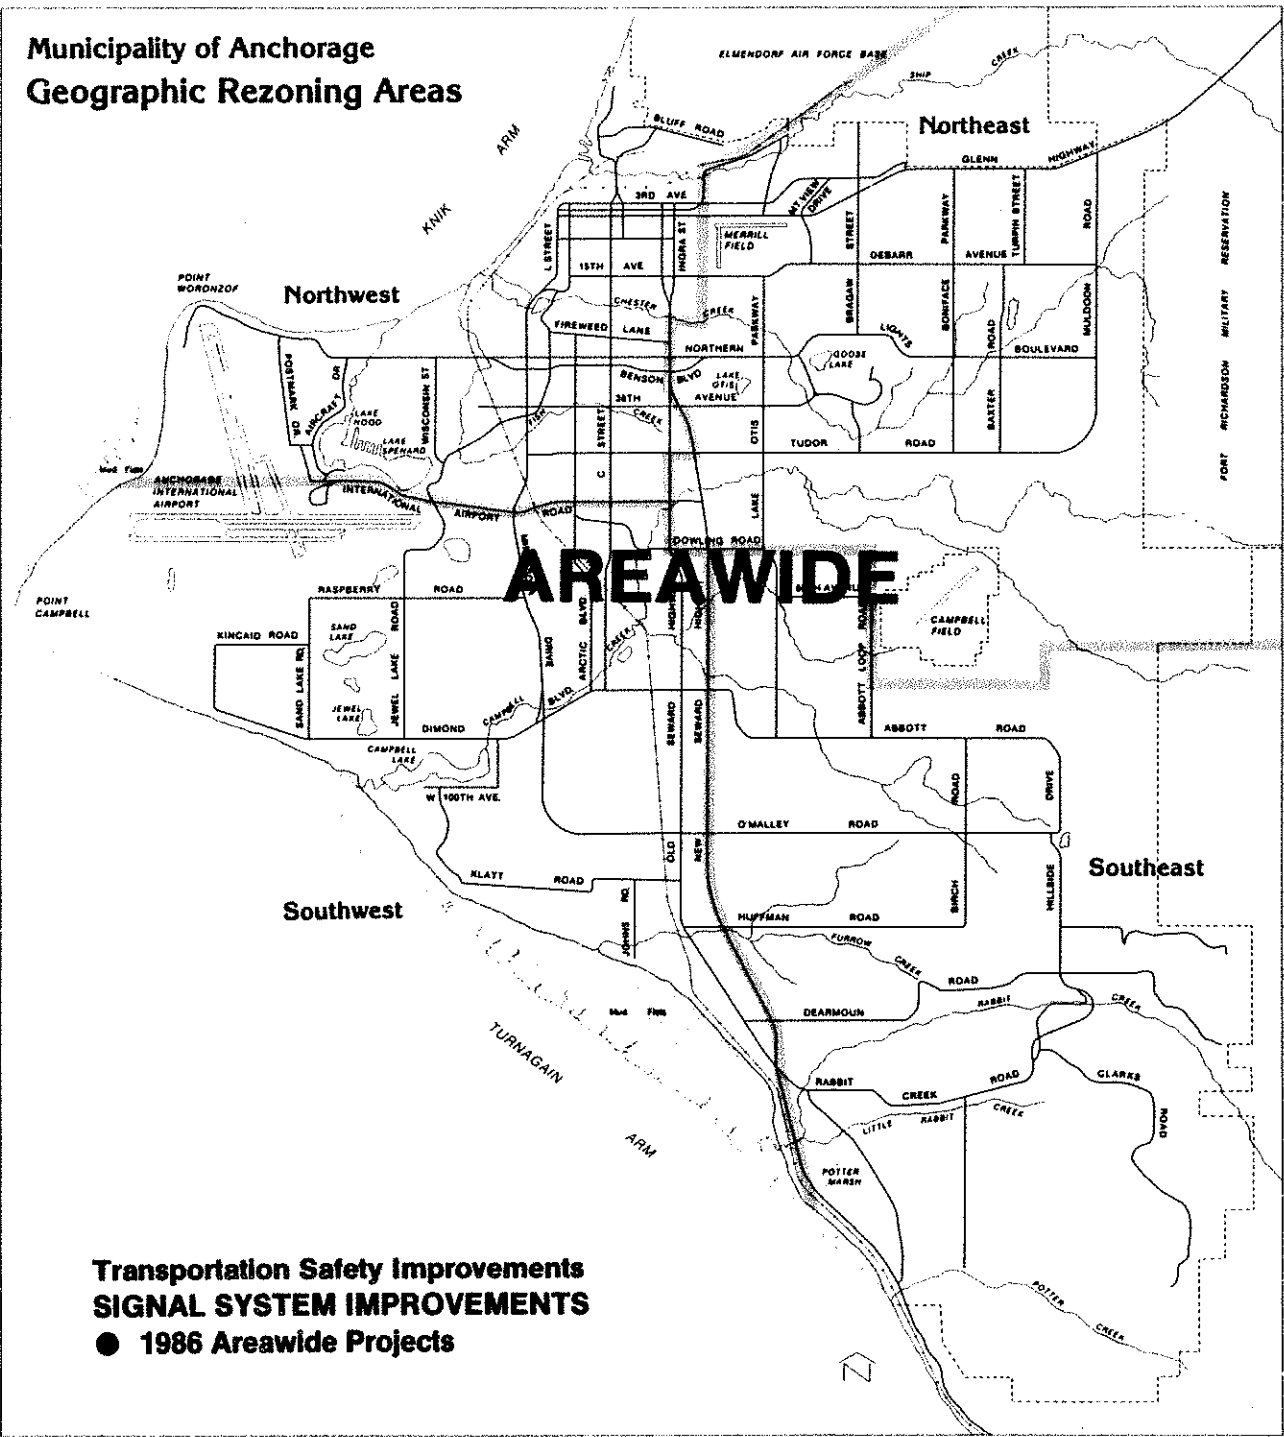 Municipality of Anchorage
Geographic Rezoning Areas
ELMENDORF AIR FORCE BASE
SHIP
CREEK
KNIK
ARM
BLUFF ROAD
Northeast
GLENN
HIGHWAY
3RD AVE
MT VIEW
DRIVE
MERRILL
FIELD
L STREET
INGRA ST
BRAGAW
STREET
BONIFACE
PARKWAY
TURPIN STREET
MULDOON
ROAD
DEBARR
AVENUE
15TH AVE
FORT RICHARDSON MILITARY RESERVATION
POINT
WORONZOF
Northwest
CHESTER
CREEK
FIREWEED LANE
NORTHERN
LIGHTS
BOULEVARD
OTIS
PARKWAY
BENSON BLVD
LAKE
OTIS
GOOSE
LAKE
36TH
AVENUE
POSTMARK DR.
AIRCRAFT DR
WISCONSIN ST
LAKE
HOOD
LAKE
SPENARD
FISH
CREEK
C STREET
BAXTER
ROAD
TUDOR
ROAD
Mud Flats
ANCHORAGE
INTERNATIONAL
AIRPORT
INTERNATIONAL
AIRPORT
ROAD
LAKE
DOWLING ROAD
AREAWIDE
POINT
CAMPBELL
RASPBERRY
ROAD
KINCAID ROAD
SAND
LAKE
SAND LAKE RD.
JEWEL LAKE ROAD
JEWEL
LAKE
DRIVE
ARCTIC BLVD
CREEK
CAMPBELL
FIELD
ABBOTT LOOP ROAD
DIMOND
BLVD.
CAMPBELL
CAMPBELL
LAKE
SEWARD
SEWARD
ABBOTT
ROAD
W 100TH AVE.
O'MALLEY
ROAD
BIRCH
ROAD
HILLSIDE
DRIVE
OLD
NEW
KLATT
ROAD
JOHNS RD.
Southwest
Southeast
HUFFMAN
ROAD
FURROW
CREEK
ROAD
RABBIT
CREEK
DEARMOUN
Mud Flats
TURNAGAIN
ARM
RABBIT
CREEK
ROAD
CLARKS
ROAD
LITTLE
RABBIT
CREEK
POTTER
MARSH
POTTER
CREEK
Transportation Safety Improvements
SIGNAL SYSTEM IMPROVEMENTS
● 1986 Areawide Projects